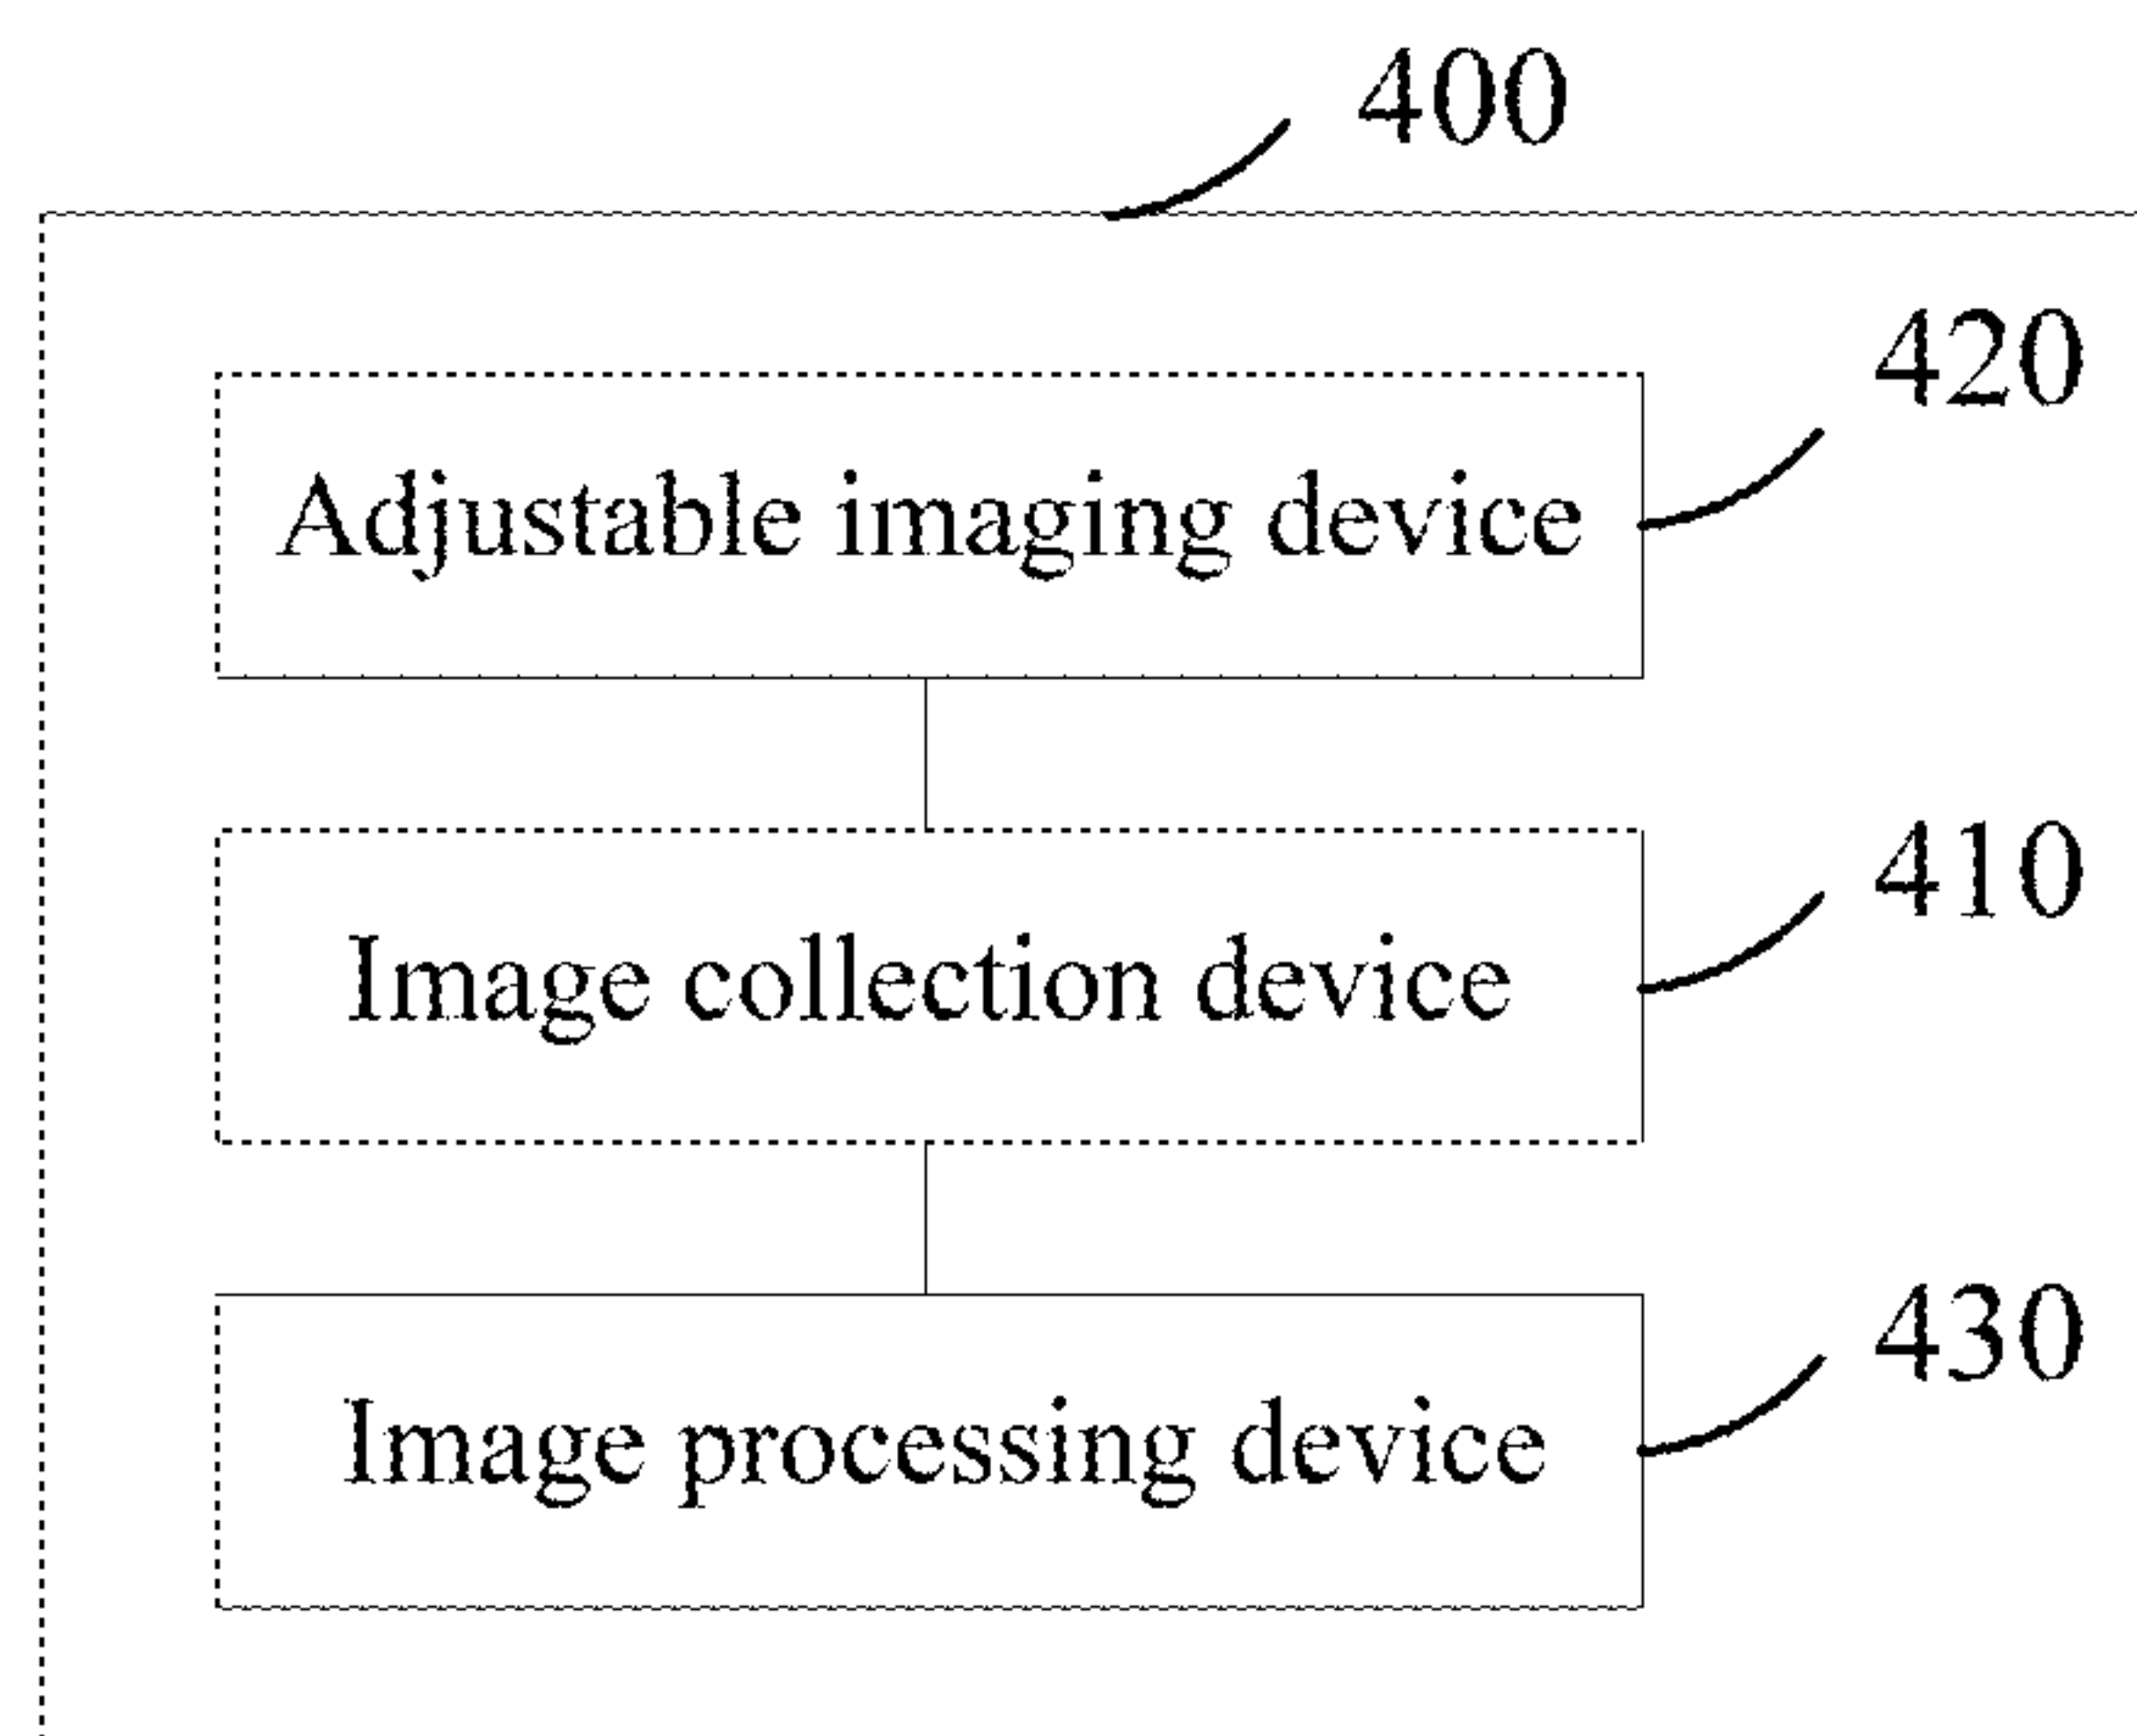 400
420
Adjustable imaging device
410
Image collection device
430
Image processing device